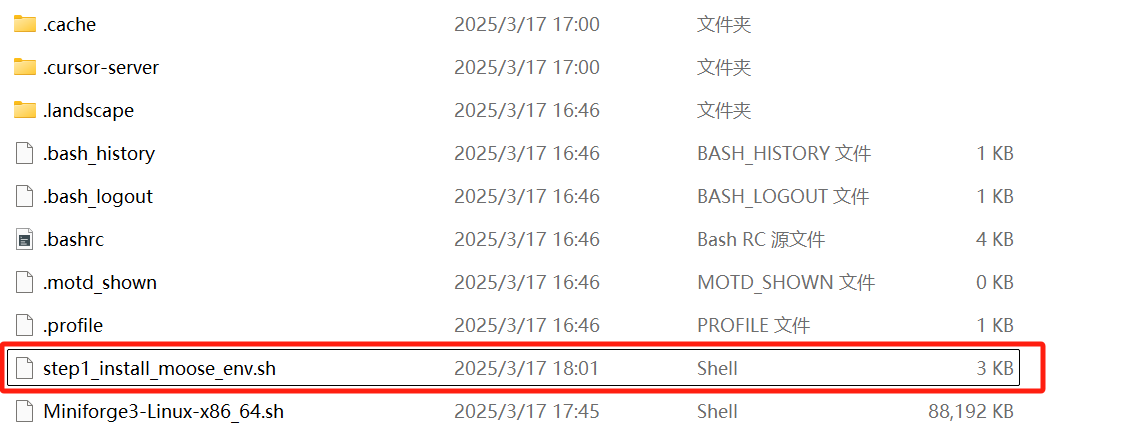 .cache 2025/3/17 17:00 文件夹
.cursor-server 2025/3/17 17:00 文件夹
.landscape 2025/3/17 16:46 文件夹
.bash_history 2025/3/17 16:46 BASH_HISTORY 文件 1 KB
.bash_logout 2025/3/17 16:46 BASH_LOGOUT 文件 1 KB
.bashrc 2025/3/17 16:46 Bash RC 源文件 4 KB
.motd_shown 2025/3/17 16:46 MOTD_SHOWN 文件 0 KB
.profile 2025/3/17 16:46 PROFILE 文件 1 KB
step1_install_moose_env.sh 2025/3/17 18:01 Shell 3 KB
Miniforge3-Linux-x86_64.sh 2025/3/17 17:45 Shell 88,192 KB